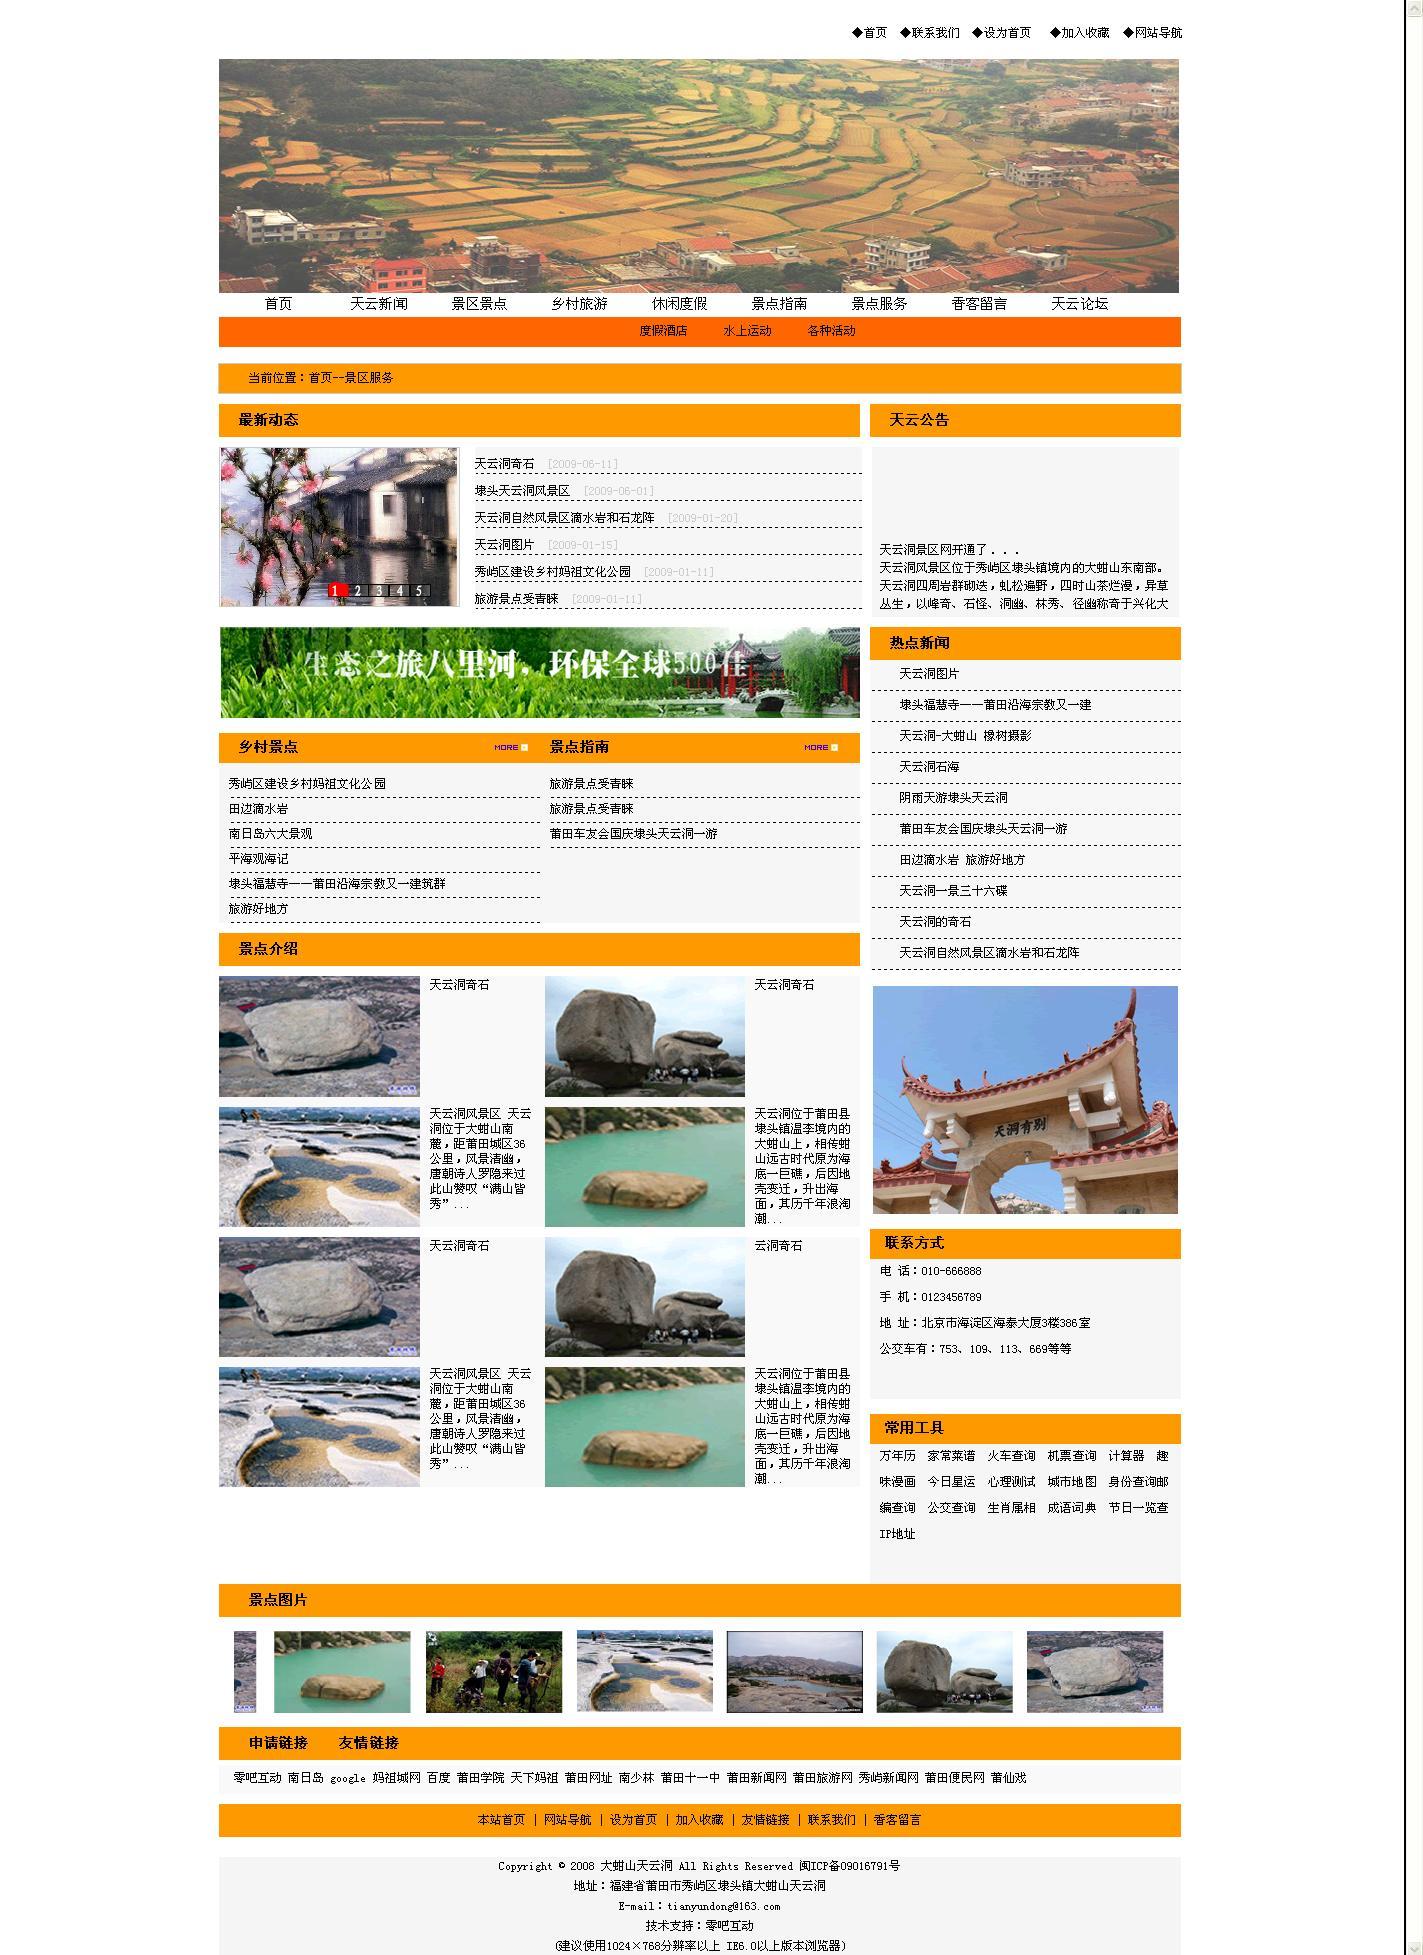 ◆首页 ◆联系我们 ◆设为首页 ◆加入收藏 ◆网站导航
首页 天云新闻 景区景点 乡村旅游 休闲度假 景点指南 景点服务 香客留言 天云论坛
度假酒店 水上运动 各种活动
当前位置：首页--景区服务
最新动态
1 2 3 4 5
天云洞奇石 [2009-06-11]
埭头天云洞风景区 [2009-06-01]
天云洞自然风景区滴水岩和石龙阵 [2009-01-20]
天云洞图片 [2009-01-15]
秀屿区建设乡村妈祖文化公园 [2009-01-11]
旅游景点受青睐 [2009-01-11]
天云公告
天云洞景区网开通了．．．
天云洞风景区位于秀屿区埭头镇境内的大蚶山东南部。
天云洞四周岩群砌迭，虬松遍野，四时山茶烂漫，异草
丛生，以峰奇、石怪、洞幽、林秀、径幽称奇于兴化大
生态之旅八里河，环保全球500佳
乡村景点 MORE
秀屿区建设乡村妈祖文化公园
田边滴水岩
南日岛六大景观
平海观海记
埭头福慧寺——莆田沿海宗教又一建筑群
旅游好地方
景点指南 MORE
旅游景点受青睐
旅游景点受青睐
莆田车友会国庆埭头天云洞一游
热点新闻
天云洞图片
埭头福慧寺——莆田沿海宗教又一建
天云洞-大蚶山 橡树摄影
天云洞石海
阴雨天游埭头天云洞
莆田车友会国庆埭头天云洞一游
田边滴水岩 旅游好地方
天云洞一景三十六碟
天云洞的奇石
天云洞自然风景区滴水岩和石龙阵
景点介绍
天云洞奇石
天云洞奇石
天云洞风景区 天云
洞位于大蚶山南
麓，距莆田城区36
公里，风景清幽，
唐朝诗人罗隐来过
此山赞叹“满山皆
秀”...
天云洞位于莆田县
埭头镇温李境内的
大蚶山上，相传蚶
山远古时代原为海
底一巨礁，后因地
壳变迁，升出海
面，其历千年浪淘
潮...
天云洞奇石
云洞奇石
天云洞风景区 天云
洞位于大蚶山南
麓，距莆田城区36
公里，风景清幽，
唐朝诗人罗隐来过
此山赞叹“满山皆
秀”...
天云洞位于莆田县
埭头镇温李境内的
大蚶山上，相传蚶
山远古时代原为海
底一巨礁，后因地
壳变迁，升出海
面，其历千年浪淘
潮...
天洞有别
联系方式
电 话：010-666888
手 机：0123456789
地 址：北京市海淀区海泰大厦3楼386室
公交车有：753、109、113、669等等
常用工具
万年历 家常菜谱 火车查询 机票查询 计算器 趣
味漫画 今日星运 心理测试 城市地图 身份查询邮
编查询 公交查询 生肖属相 成语词典 节日一览查
IP地址
景点图片
申请链接 友情链接
零吧互动 南日岛 google 妈祖城网 百度 莆田学院 天下妈祖 莆田网址 南少林 莆田十一中 莆田新闻网 莆田旅游网 秀屿新闻网 莆田便民网 莆仙戏
本站首页 | 网站导航 | 设为首页 | 加入收藏 | 友情链接 | 联系我们 | 香客留言
Copyright © 2008 大蚶山天云洞 All Rights Reserved 闽ICP备09016791号
地址：福建省莆田市秀屿区埭头镇大蚶山天云洞
E-mail：tianyundong@163.com
技术支持：零吧互动
(建议使用1024×768分辨率以上 IE6.0以上版本浏览器)